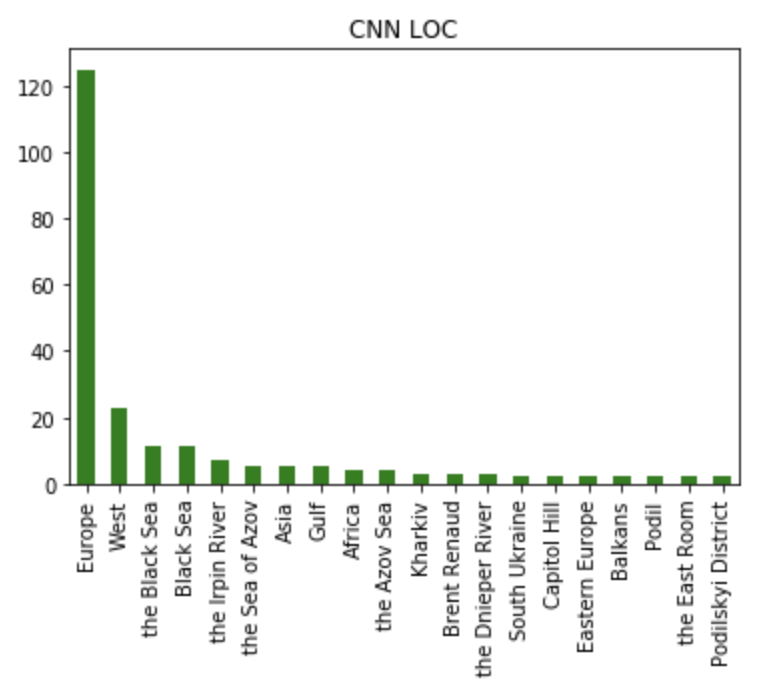 CNN LOC
120
100
80
60
40
20
0
Europe
West
the Black Sea
Black Sea
the Irpin River
the Sea of Azov
Asia
Gulf
Africa
the Azov Sea
Kharkiv
Brent Renaud
the Dnieper River
South Ukraine
Capitol Hill
Eastern Europe
Balkans
Podil
the East Room
Podilskyi District